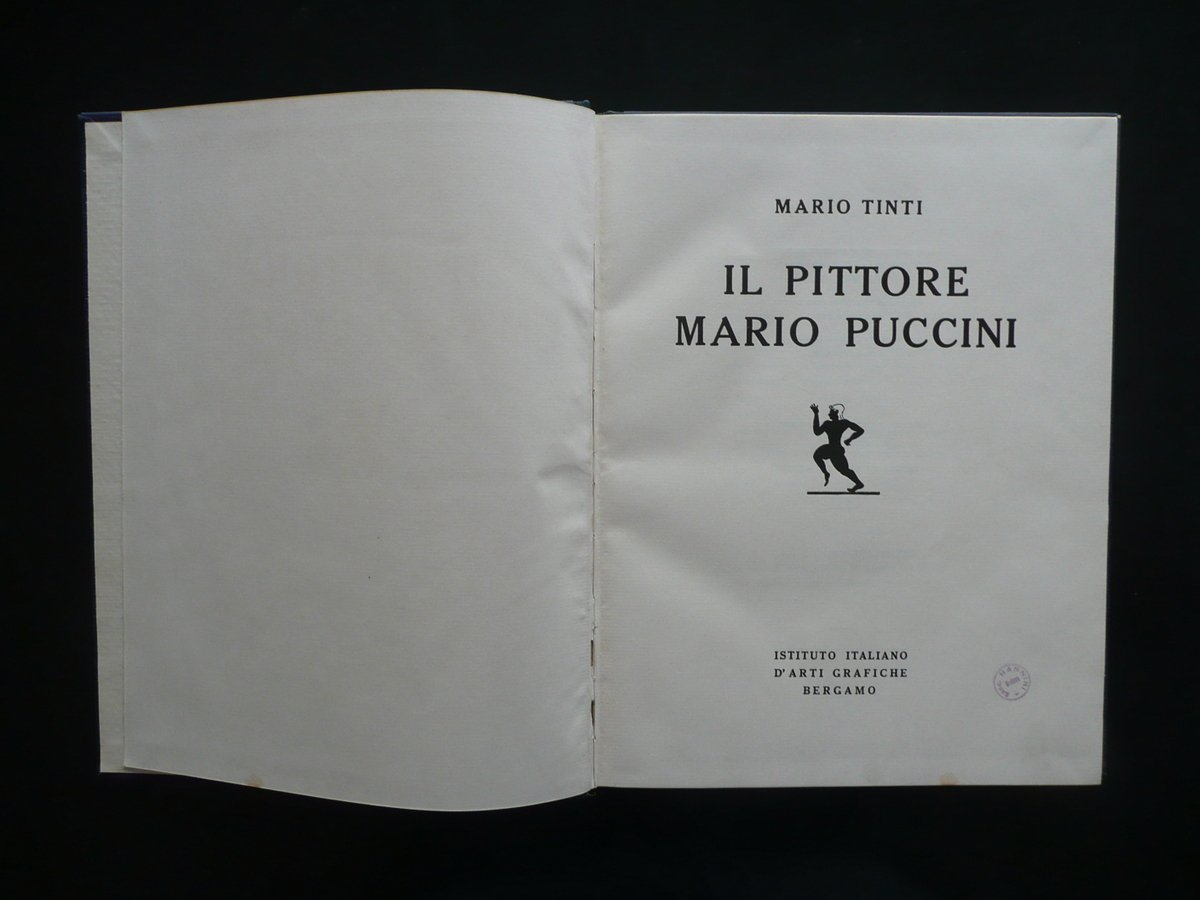 MARIO TINTI
IL PITTORE
MARIO PUCCINI
ISTITUTO ITALIANO
D'ARTI GRAFICHE
BERGAMO